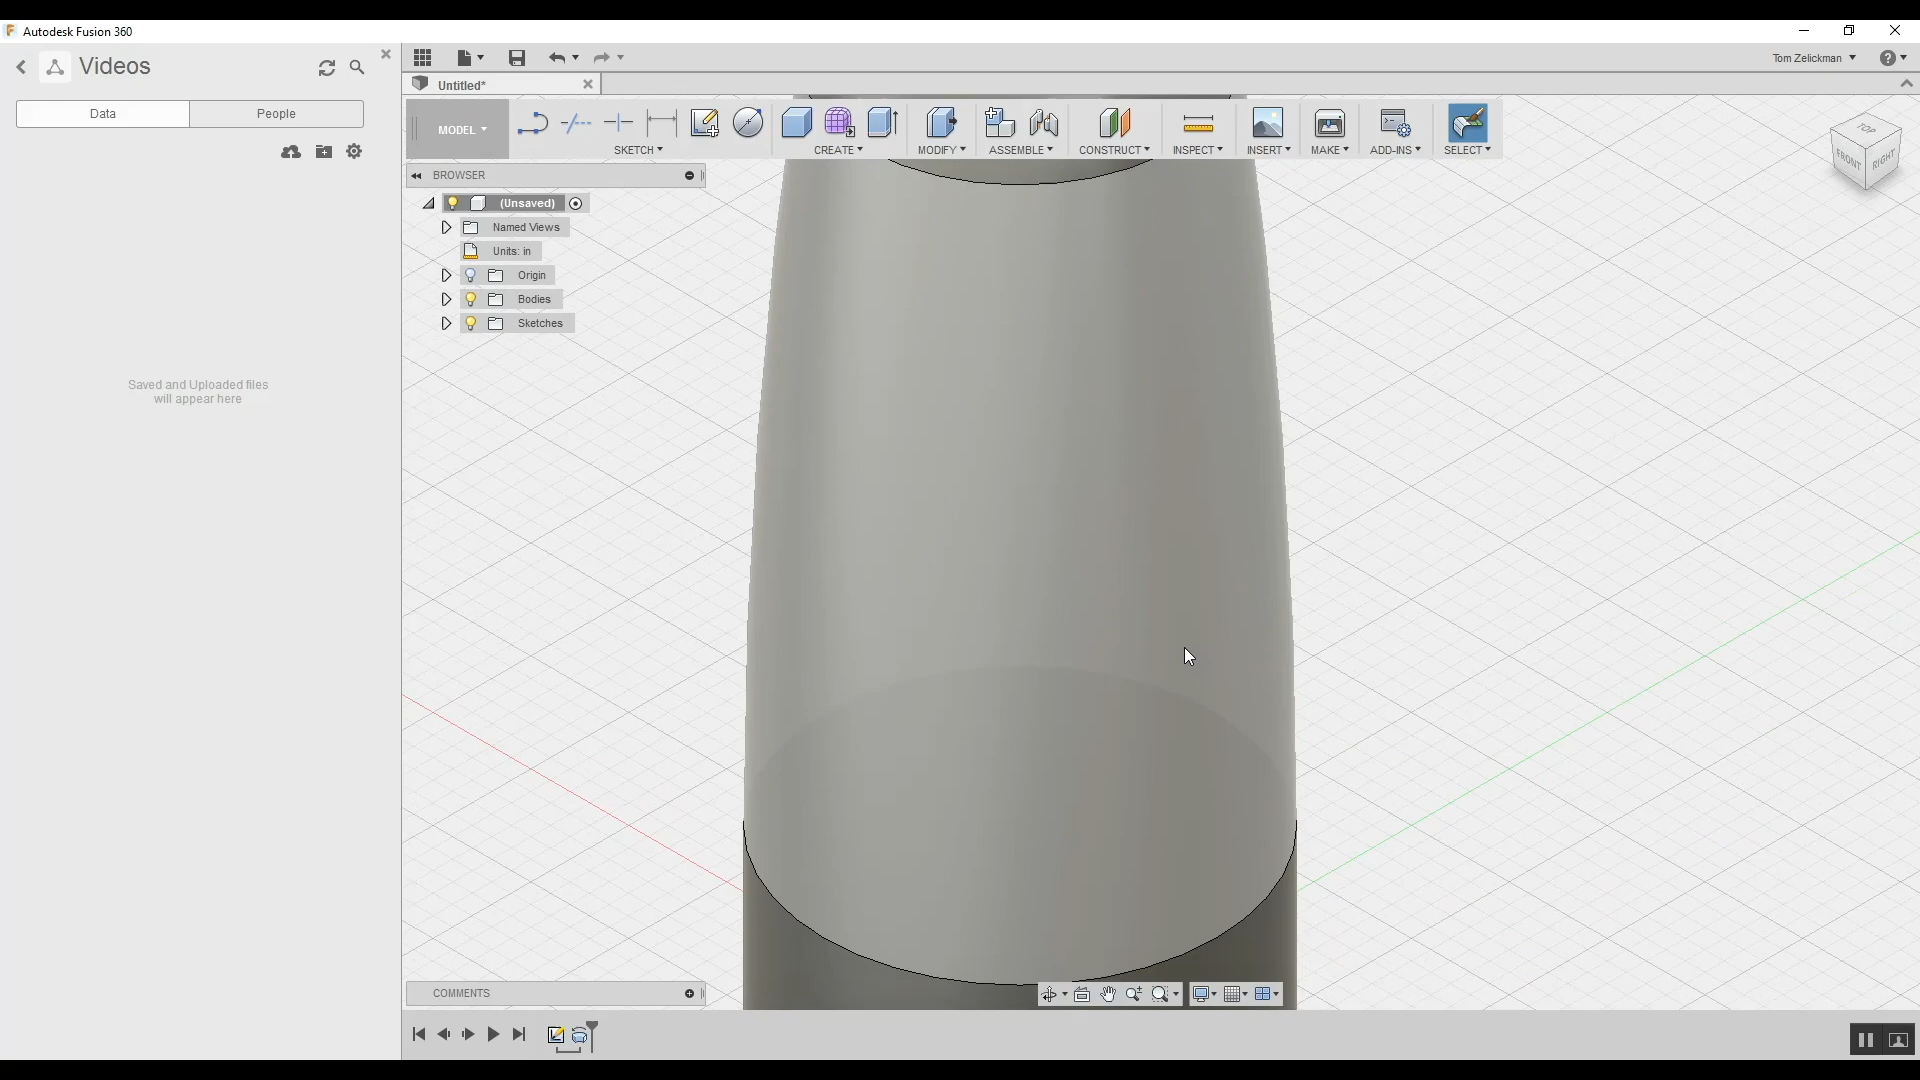 Autodesk Fusion 360
Videos
Data
People
Saved and Uploaded files
will appear here
Tom Zelickman
Untitled*
MODEL
SKETCH
CREATE
MODIFY
ASSEMBLE
CONSTRUCT
INSPECT
INSERT
MAKE
ADD-INS
SELECT
TOP
FRONT
RIGHT
BROWSER
(Unsaved)
Named Views
Units: in
Origin
Bodies
Sketches
COMMENTS